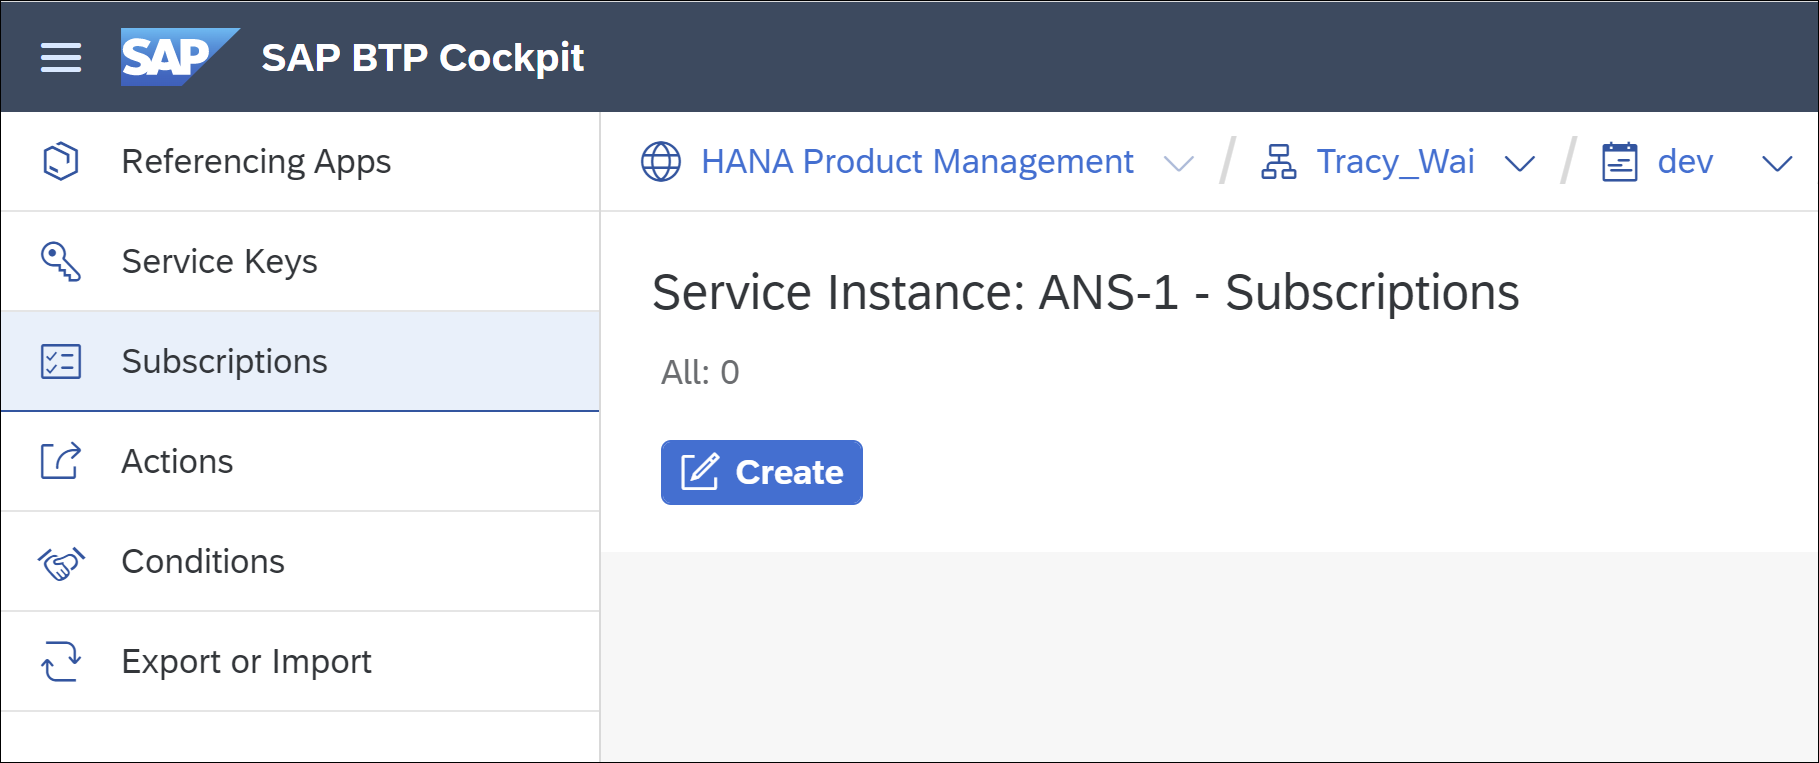 SAP SAP BTP Cockpit
Referencing Apps
Service Keys
Subscriptions
Actions
Conditions
Export or Import
HANA Product Management / Tracy_Wai / dev
Service Instance: ANS-1 - Subscriptions
All: 0
Create